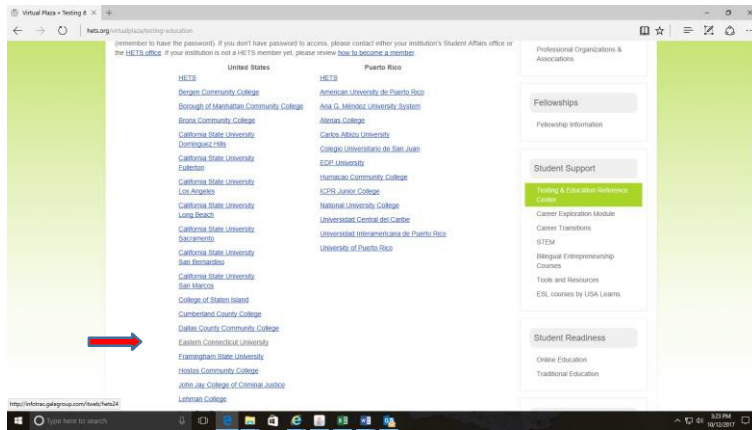 Virtual Plaza » Testing &
hets.org/virtualplaza/testing-education
(remember to have the password). If you don't have password to access, please contact either your institution's Student Affairs office or
the HETS office. If your institution is not a HETS member yet, please review how to become a member.
United States
HETS
Bergen Community College
Borough of Manhattan Community College
Bronx Community College
California State University
Dominguez Hills
California State University
Fullerton
California State University
Los Angeles
California State University
Long Beach
California State University
Sacramento
California State University
San Bernardino
California State University
San Marcos
College of Staten Island
Cumberland County College
Dallas County Community College
Eastern Connecticut University
Framingham State University
Hostos Community College
John Jay College of Criminal Justice
Lehman College
Puerto Rico
HETS
American University de Puerto Rico
Ana G. Méndez University System
Atenas College
Carlos Albizu University
Colegio Universitario de San Juan
EDP University
Humacao Community College
ICPR Junior College
National University College
Universidad Central del Caribe
Universidad Interamericana de Puerto Rico
University of Puerto Rico
Professional Organizations &
Associations
Fellowships
Fellowship Information
Student Support
Testing & Education Reference
Center
Career Exploration Module
Career Transitions
STEM
Bilingual Entrepreneurship
Courses
Tools and Resources
ESL courses by USA Learns
Student Readiness
Online Education
Traditional Education
http://infotrac.galegroup.com/itweb/hets24
Type here to search
3:23 PM
10/12/2017